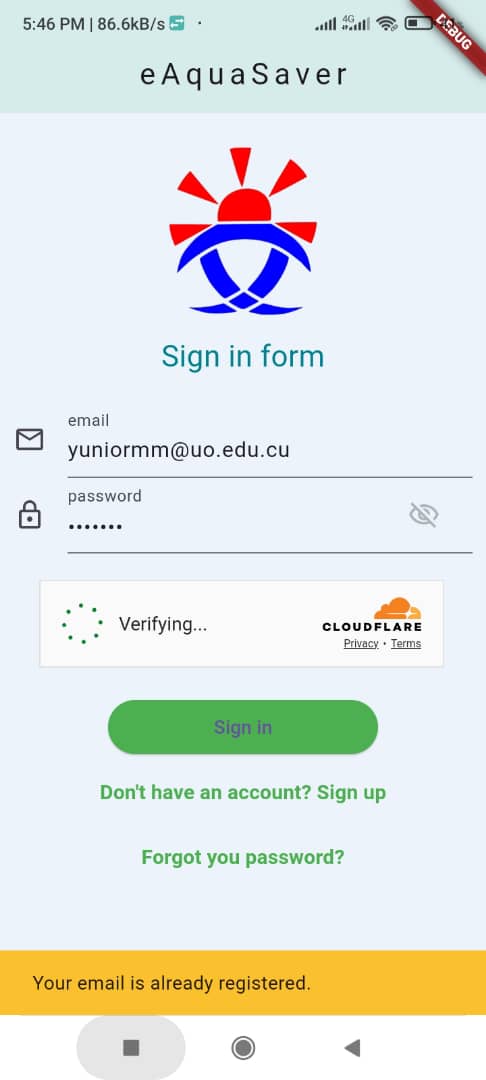 5:46 PM | 86.6kB/s
4G
DEBUG
eAquaSaver
Sign in form
email
yuniormm@uo.edu.cu
password
•••••••
Verifying...
CLOUDFLARE
Privacy • Terms
Sign in
Don't have an account? Sign up
Forgot you password?
Your email is already registered.